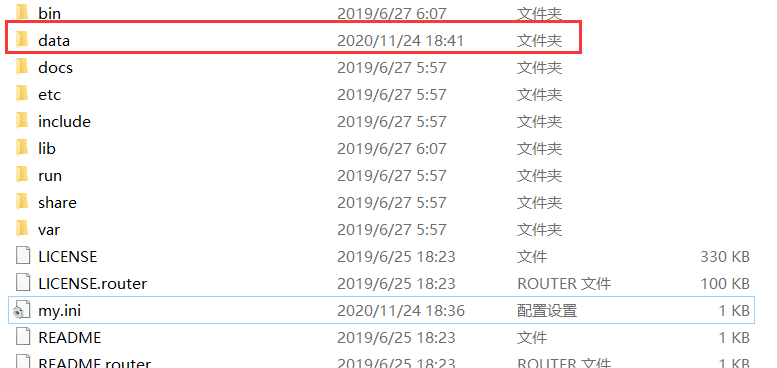 bin 2019/6/27 6:07 文件夹
data 2020/11/24 18:41 文件夹
docs 2019/6/27 5:57 文件夹
etc 2019/6/27 5:57 文件夹
include 2019/6/27 5:57 文件夹
lib 2019/6/27 6:07 文件夹
run 2019/6/27 5:57 文件夹
share 2019/6/27 5:57 文件夹
var 2019/6/27 5:57 文件夹
LICENSE 2019/6/25 18:23 文件 330 KB
LICENSE.router 2019/6/25 18:23 ROUTER 文件 100 KB
my.ini 2020/11/24 18:36 配置设置 1 KB
README 2019/6/25 18:23 文件 1 KB
README.router 2019/6/25 18:23 ROUTER 文件 1 KB